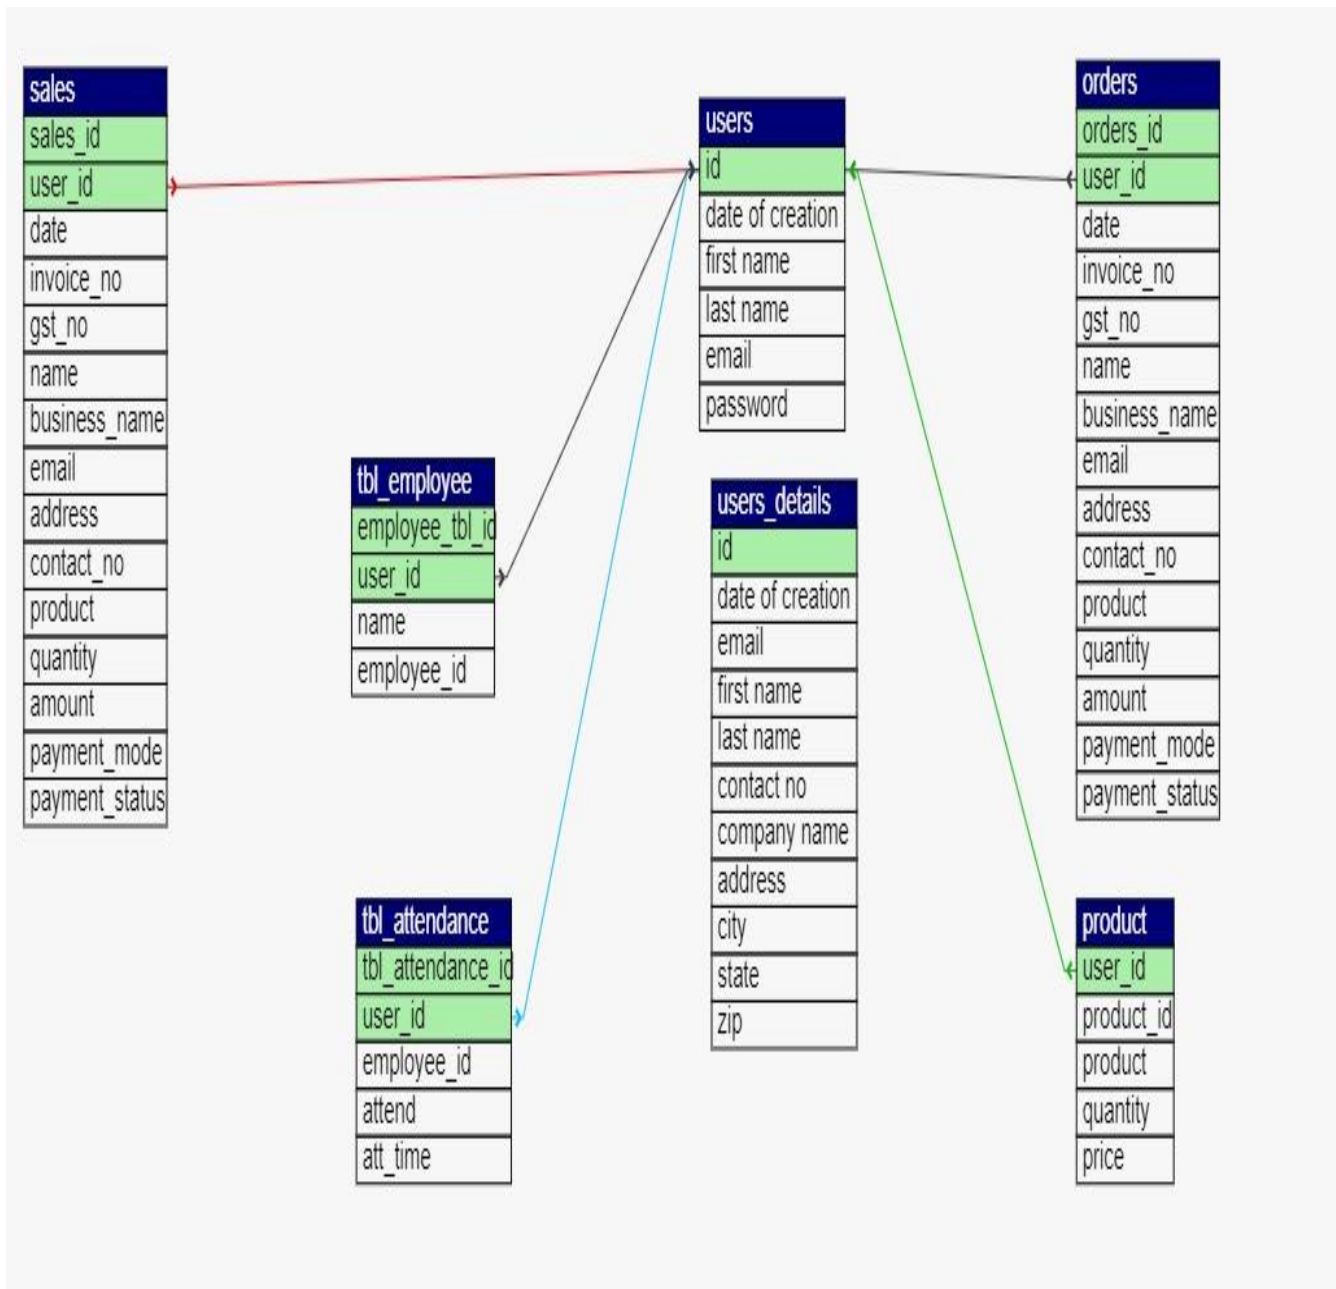 sales
sales_id
user_id
date
invoice_no
gst_no
name
business_name
email
address
contact_no
product
quantity
amount
payment_mode
payment_status
tbl_employee
employee_tbl_id
user_id
name
employee_id
tbl_attendance
tbl_attendance_id
user_id
employee_id
attend
att_time
users
id
date of creation
first name
last name
email
password
users_details
id
date of creation
email
first name
last name
contact no
company name
address
city
state
zip
orders
orders_id
user_id
date
invoice_no
gst_no
name
business_name
email
address
contact_no
product
quantity
amount
payment_mode
payment_status
product
user_id
product_id
product
quantity
price